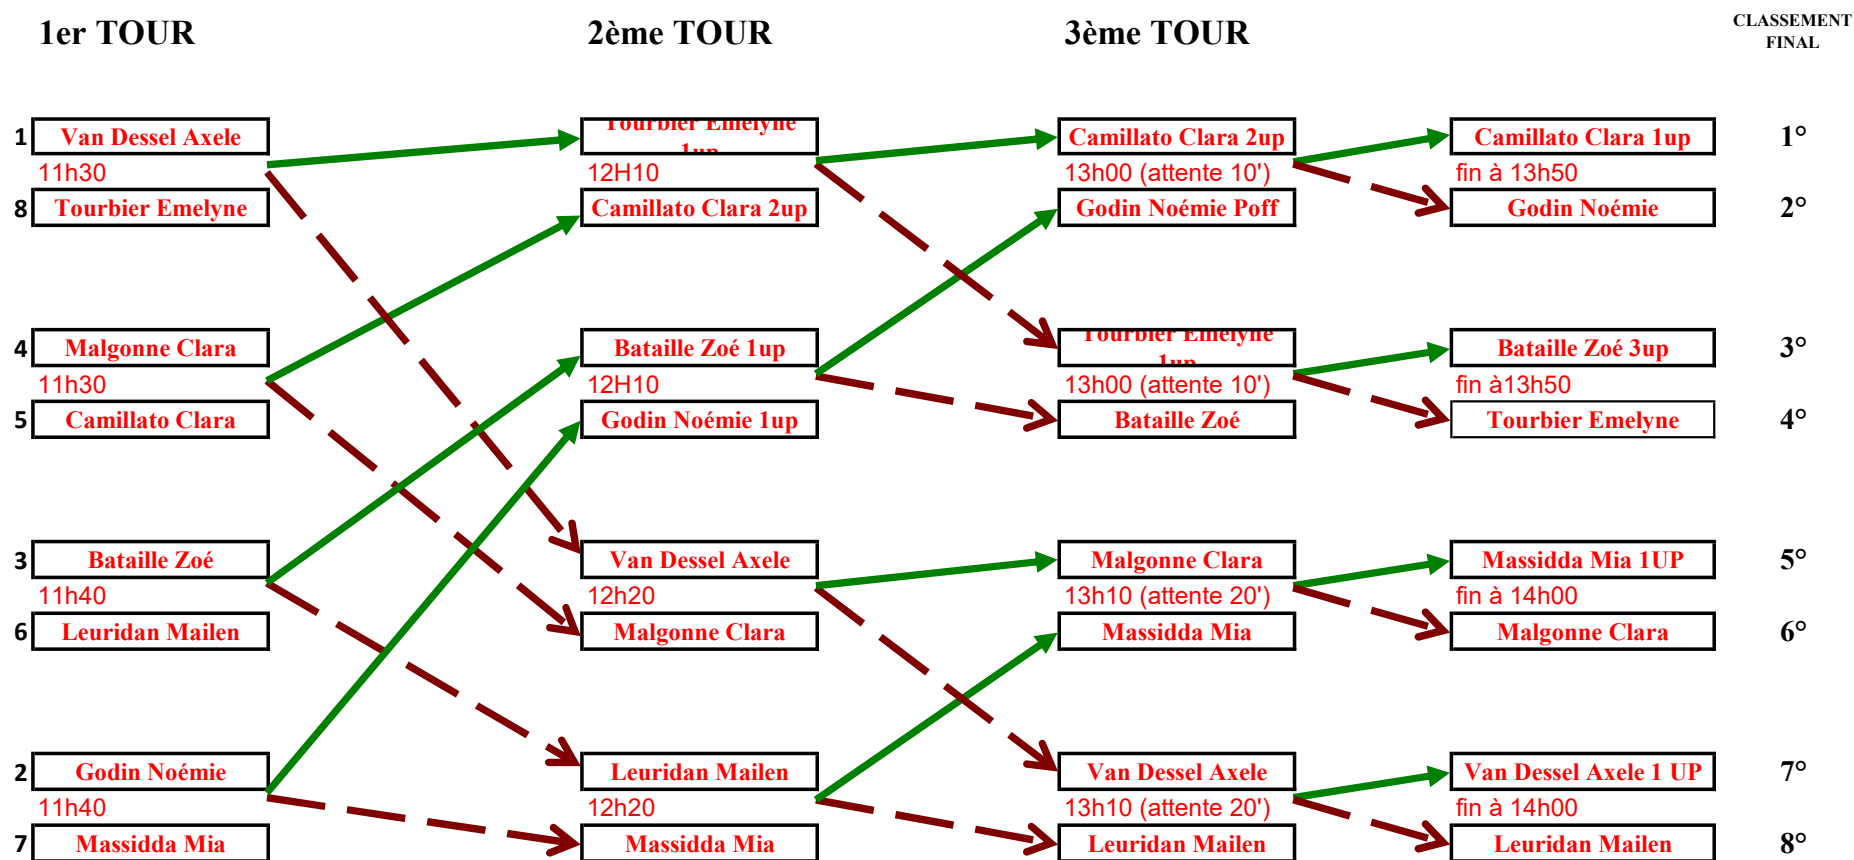 1er TOUR 2ème TOUR 3ème TOUR CLASSEMENT
FINAL
1 Van Dessel Axele Tourbier Emelyne
1up Camillato Clara 2up Camillato Clara 1up 1°
11h30 12H10 13h00 (attente 10') fin à 13h50
8 Tourbier Emelyne Camillato Clara 2up Godin Noémie Poff Godin Noémie 2°
4 Malgonne Clara Bataille Zoé 1up Tourbier Emelyne
1up Bataille Zoé 3up 3°
11h30 12H10 13h00 (attente 10') fin à13h50
5 Camillato Clara Godin Noémie 1up Bataille Zoé Tourbier Emelyne 4°
3 Bataille Zoé Van Dessel Axele Malgonne Clara Massidda Mia 1UP 5°
11h40 12h20 13h10 (attente 20') fin à 14h00
6 Leuridan Mailen Malgonne Clara Massidda Mia Malgonne Clara 6°
2 Godin Noémie Leuridan Mailen Van Dessel Axele Van Dessel Axele 1 UP 7°
11h40 12h20 13h10 (attente 20') fin à 14h00
7 Massidda Mia Massidda Mia Leuridan Mailen Leuridan Mailen 8°